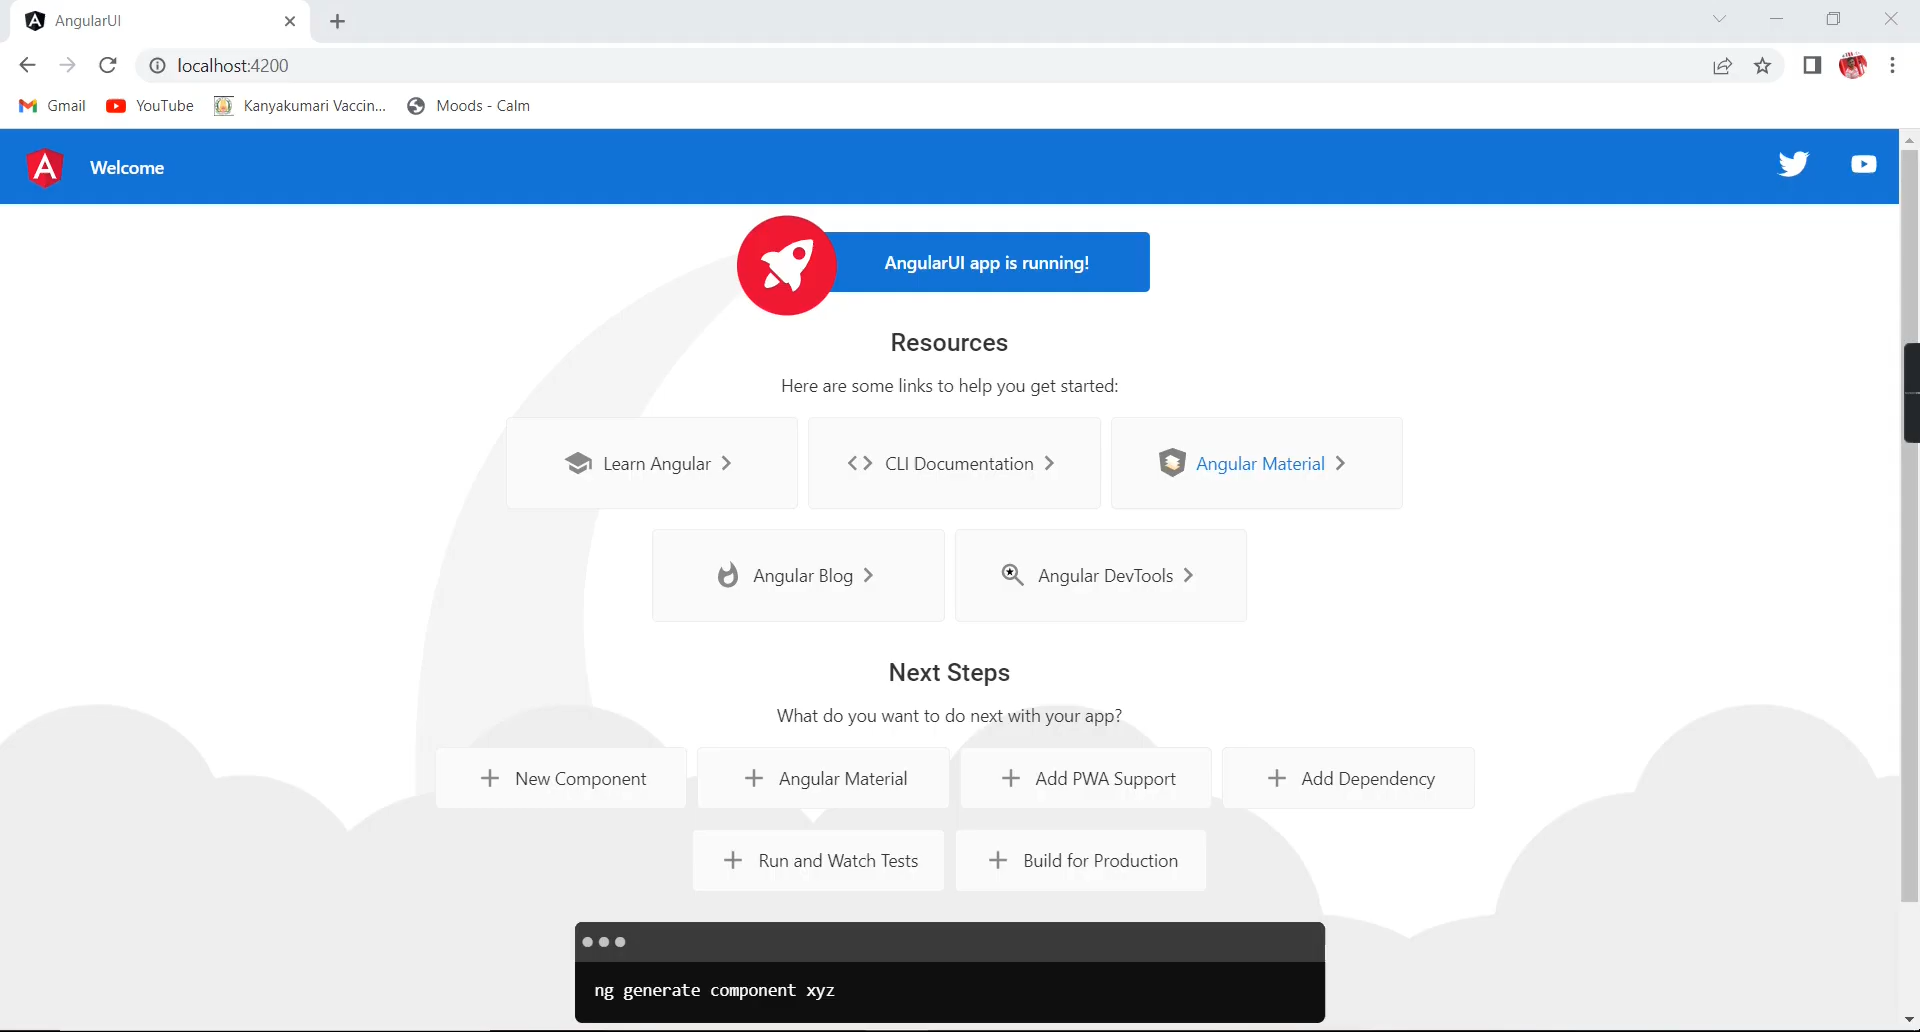 AngularUI
localhost:4200
Gmail YouTube Kanyakumari Vaccin... Moods - Calm
Welcome
AngularUI app is running!
Resources
Here are some links to help you get started:
Learn Angular CLI Documentation Angular Material
Angular Blog Angular DevTools
Next Steps
What do you want to do next with your app?
New Component Angular Material Add PWA Support Add Dependency
Run and Watch Tests Build for Production
ng generate component xyz